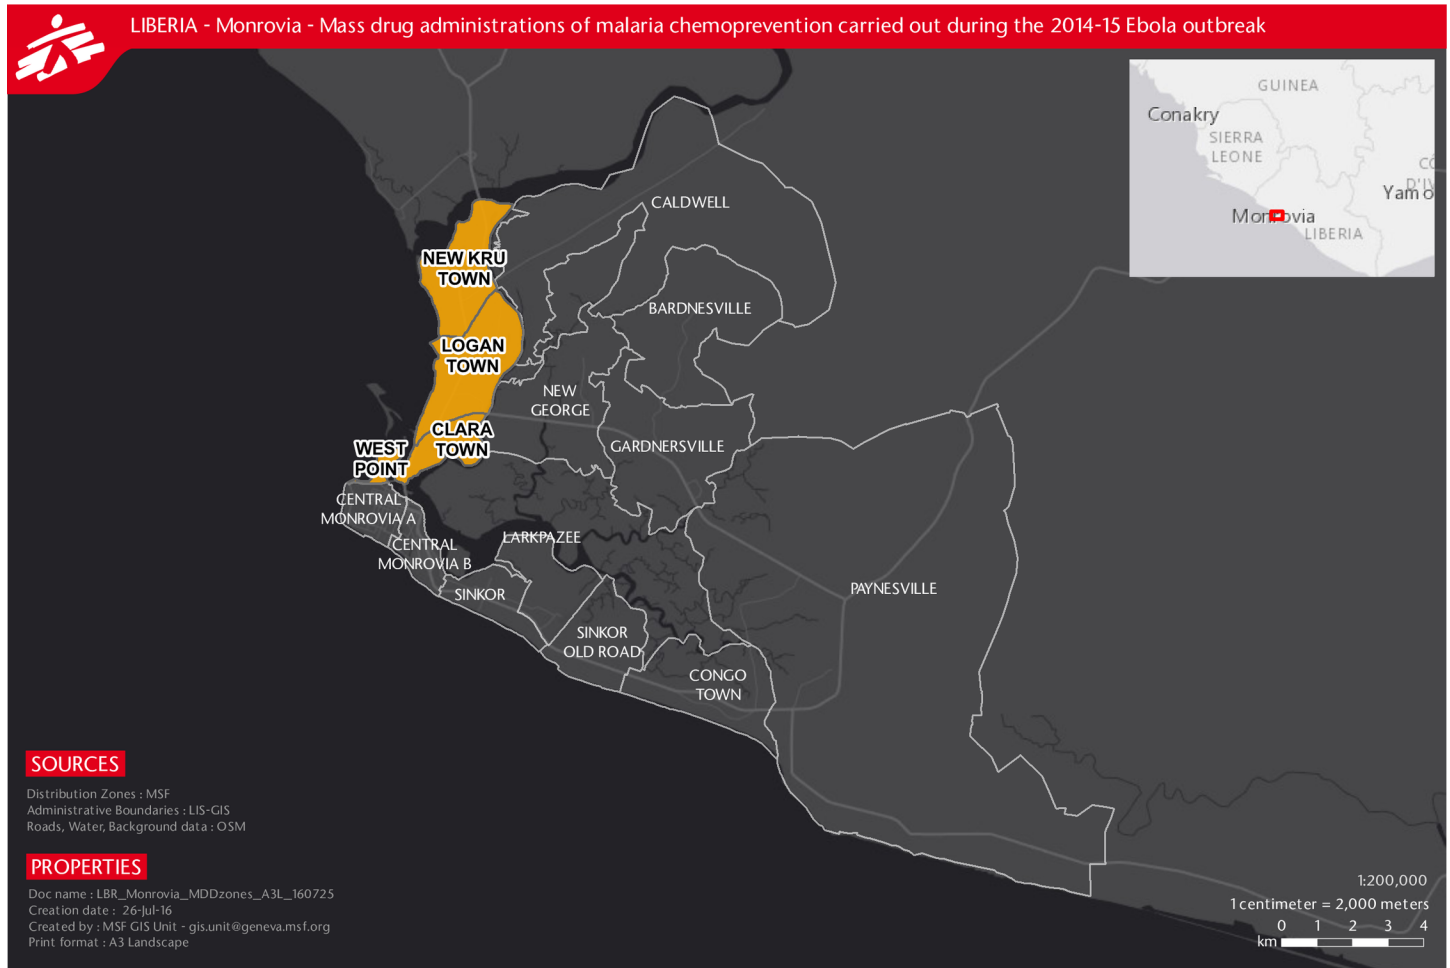 LIBERIA - Monrovia - Mass drug administrations of malaria chemoprevention carried out during the 2014-15 Ebola outbreak
GUINEA
Conakry
SIERRA
LEONE
Monrovia
LIBERIA
CÔ
D'IV
Yamo
CALDWELL
NEW KRU
TOWN
BARDNESVILLE
LOGAN
TOWN
NEW
GEORGE
CLARA
TOWN
WEST
POINT
GARDNERSVILLE
CENTRAL
MONROVIA A
CENTRAL
MONROVIA B
LARKPAZEE
SINKOR
PAYNESVILLE
SINKOR
OLD ROAD
CONGO
TOWN
SOURCES
Distribution Zones : MSF
Administrative Boundaries : LIS-GIS
Roads, Water, Background data : OSM
PROPERTIES
Doc name : LBR_Monrovia_MDDzones_A3L_160725
Creation date : 26-Jul-16
Created by : MSF GIS Unit - gis.unit@geneva.msf.org
Print format : A3 Landscape
1:200,000
1 centimeter = 2,000 meters
0 1 2 3 4
km